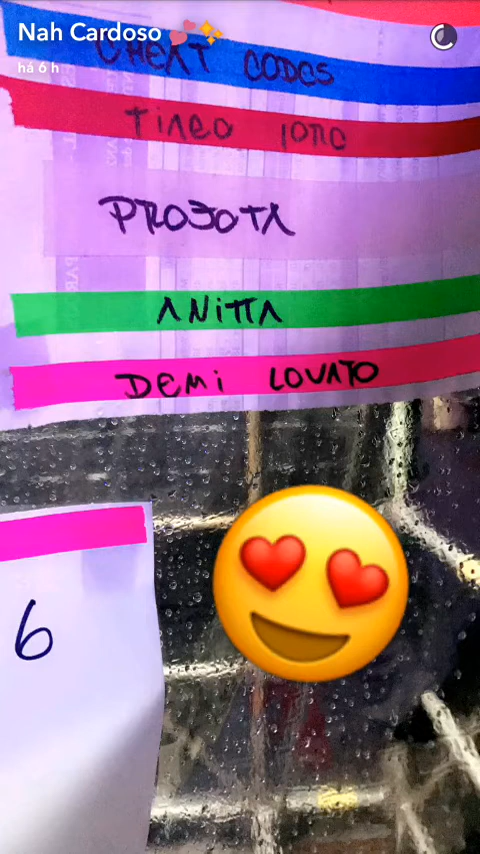 Nah Cardoso 💕✨
há 6 h
CHEAT CODES
TIAGO IORC
PROJOTA
ANITTA
DEMI LOVATO
6